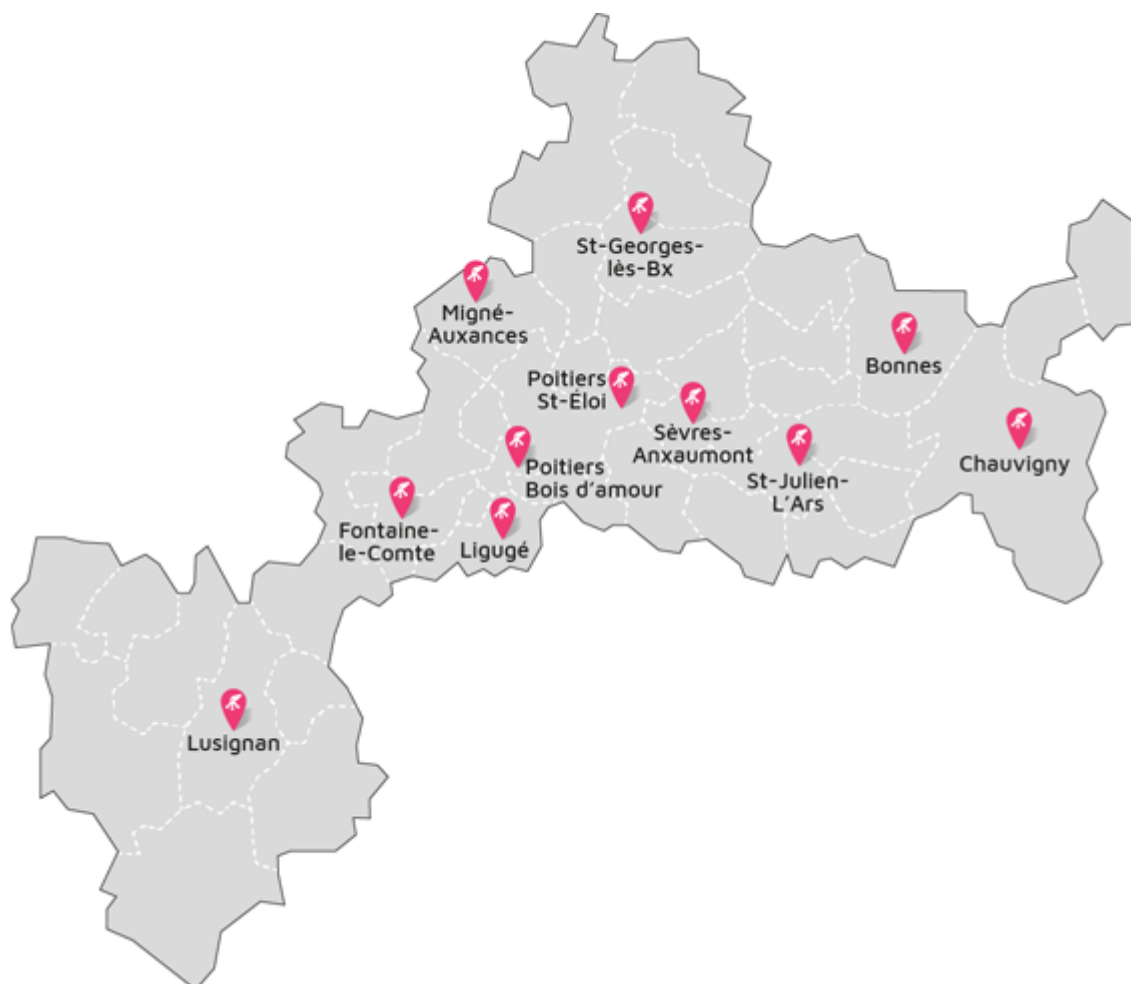 St-Georges-
lès-Bx
Migné-
Auxances
Bonnes
Poitiers
St-Éloi
Sèvres-
Anxaumont
Chauvigny
Poitiers
Bois d'amour
St-Julien-
L'Ars
Fontaine-
le-Comte
Ligugé
Lusignan